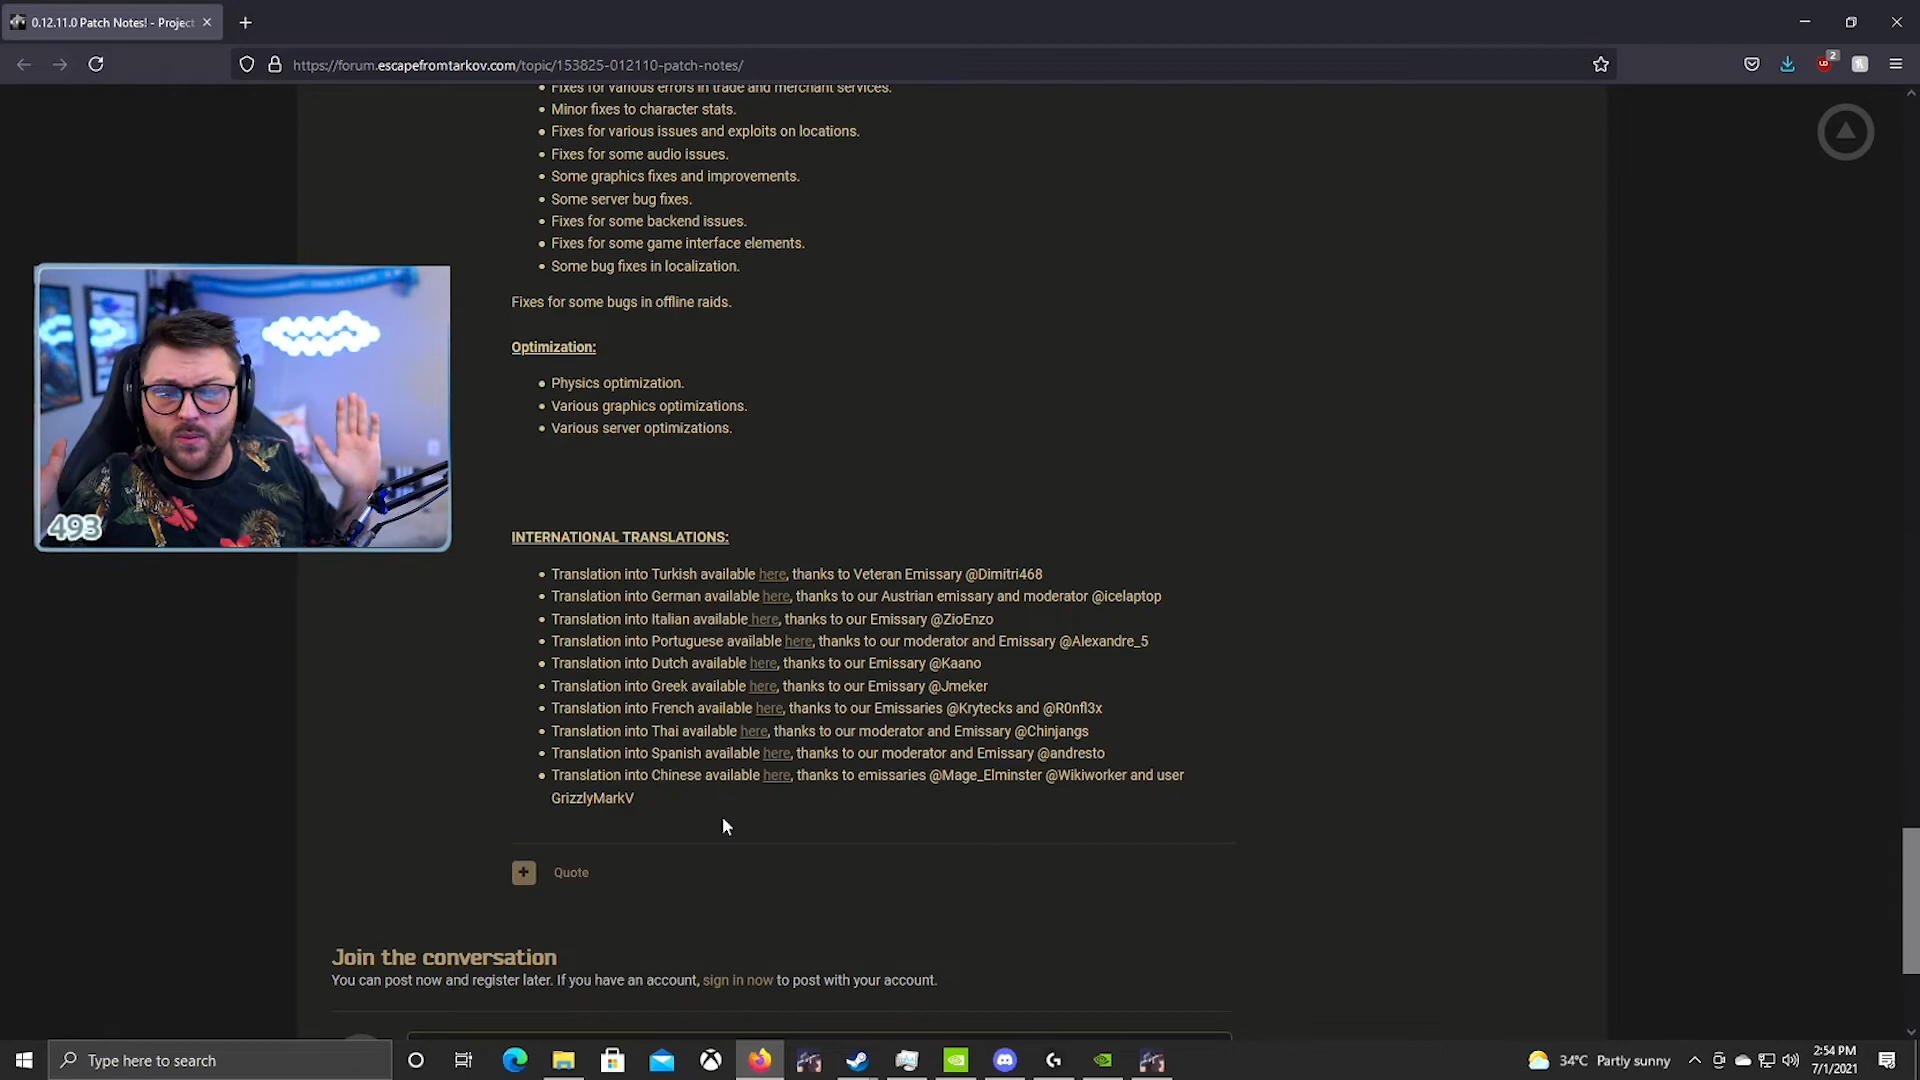 0.12.11.0 Patch Notes! - Project
https://forum.escapefromtarkov.com/topic/153825-012110-patch-notes/
2
Fixes for various errors in trade and merchant services.
Minor fixes to character stats.
Fixes for various issues and exploits on locations.
Fixes for some audio issues.
Some graphics fixes and improvements.
Some server bug fixes.
Fixes for some backend issues.
Fixes for some game interface elements.
Some bug fixes in localization.
Fixes for some bugs in offline raids.
Optimization:
Physics optimization.
Various graphics optimizations.
Various server optimizations.
493
INTERNATIONAL TRANSLATIONS:
Translation into Turkish available here, thanks to Veteran Emissary @Dimitri468
Translation into German available here, thanks to our Austrian emissary and moderator @icelaptop
Translation into Italian available here, thanks to our Emissary @ZioEnzo
Translation into Portuguese available here, thanks to our moderator and Emissary @Alexandre_5
Translation into Dutch available here, thanks to our Emissary @Kaano
Translation into Greek available here, thanks to our Emissary @Jmeker
Translation into French available here, thanks to our Emissaries @Krytecks and @R0nfl3x
Translation into Thai available here, thanks to our moderator and Emissary @Chinjangs
Translation into Spanish available here, thanks to our moderator and Emissary @andresto
Translation into Chinese available here, thanks to emissaries @Mage_Elminster @Wikiworker and user
GrizzlyMarkV
Quote
Join the conversation
You can post now and register later. If you have an account, sign in now to post with your account.
Type here to search
34°C Partly sunny
2:54 PM
7/1/2021